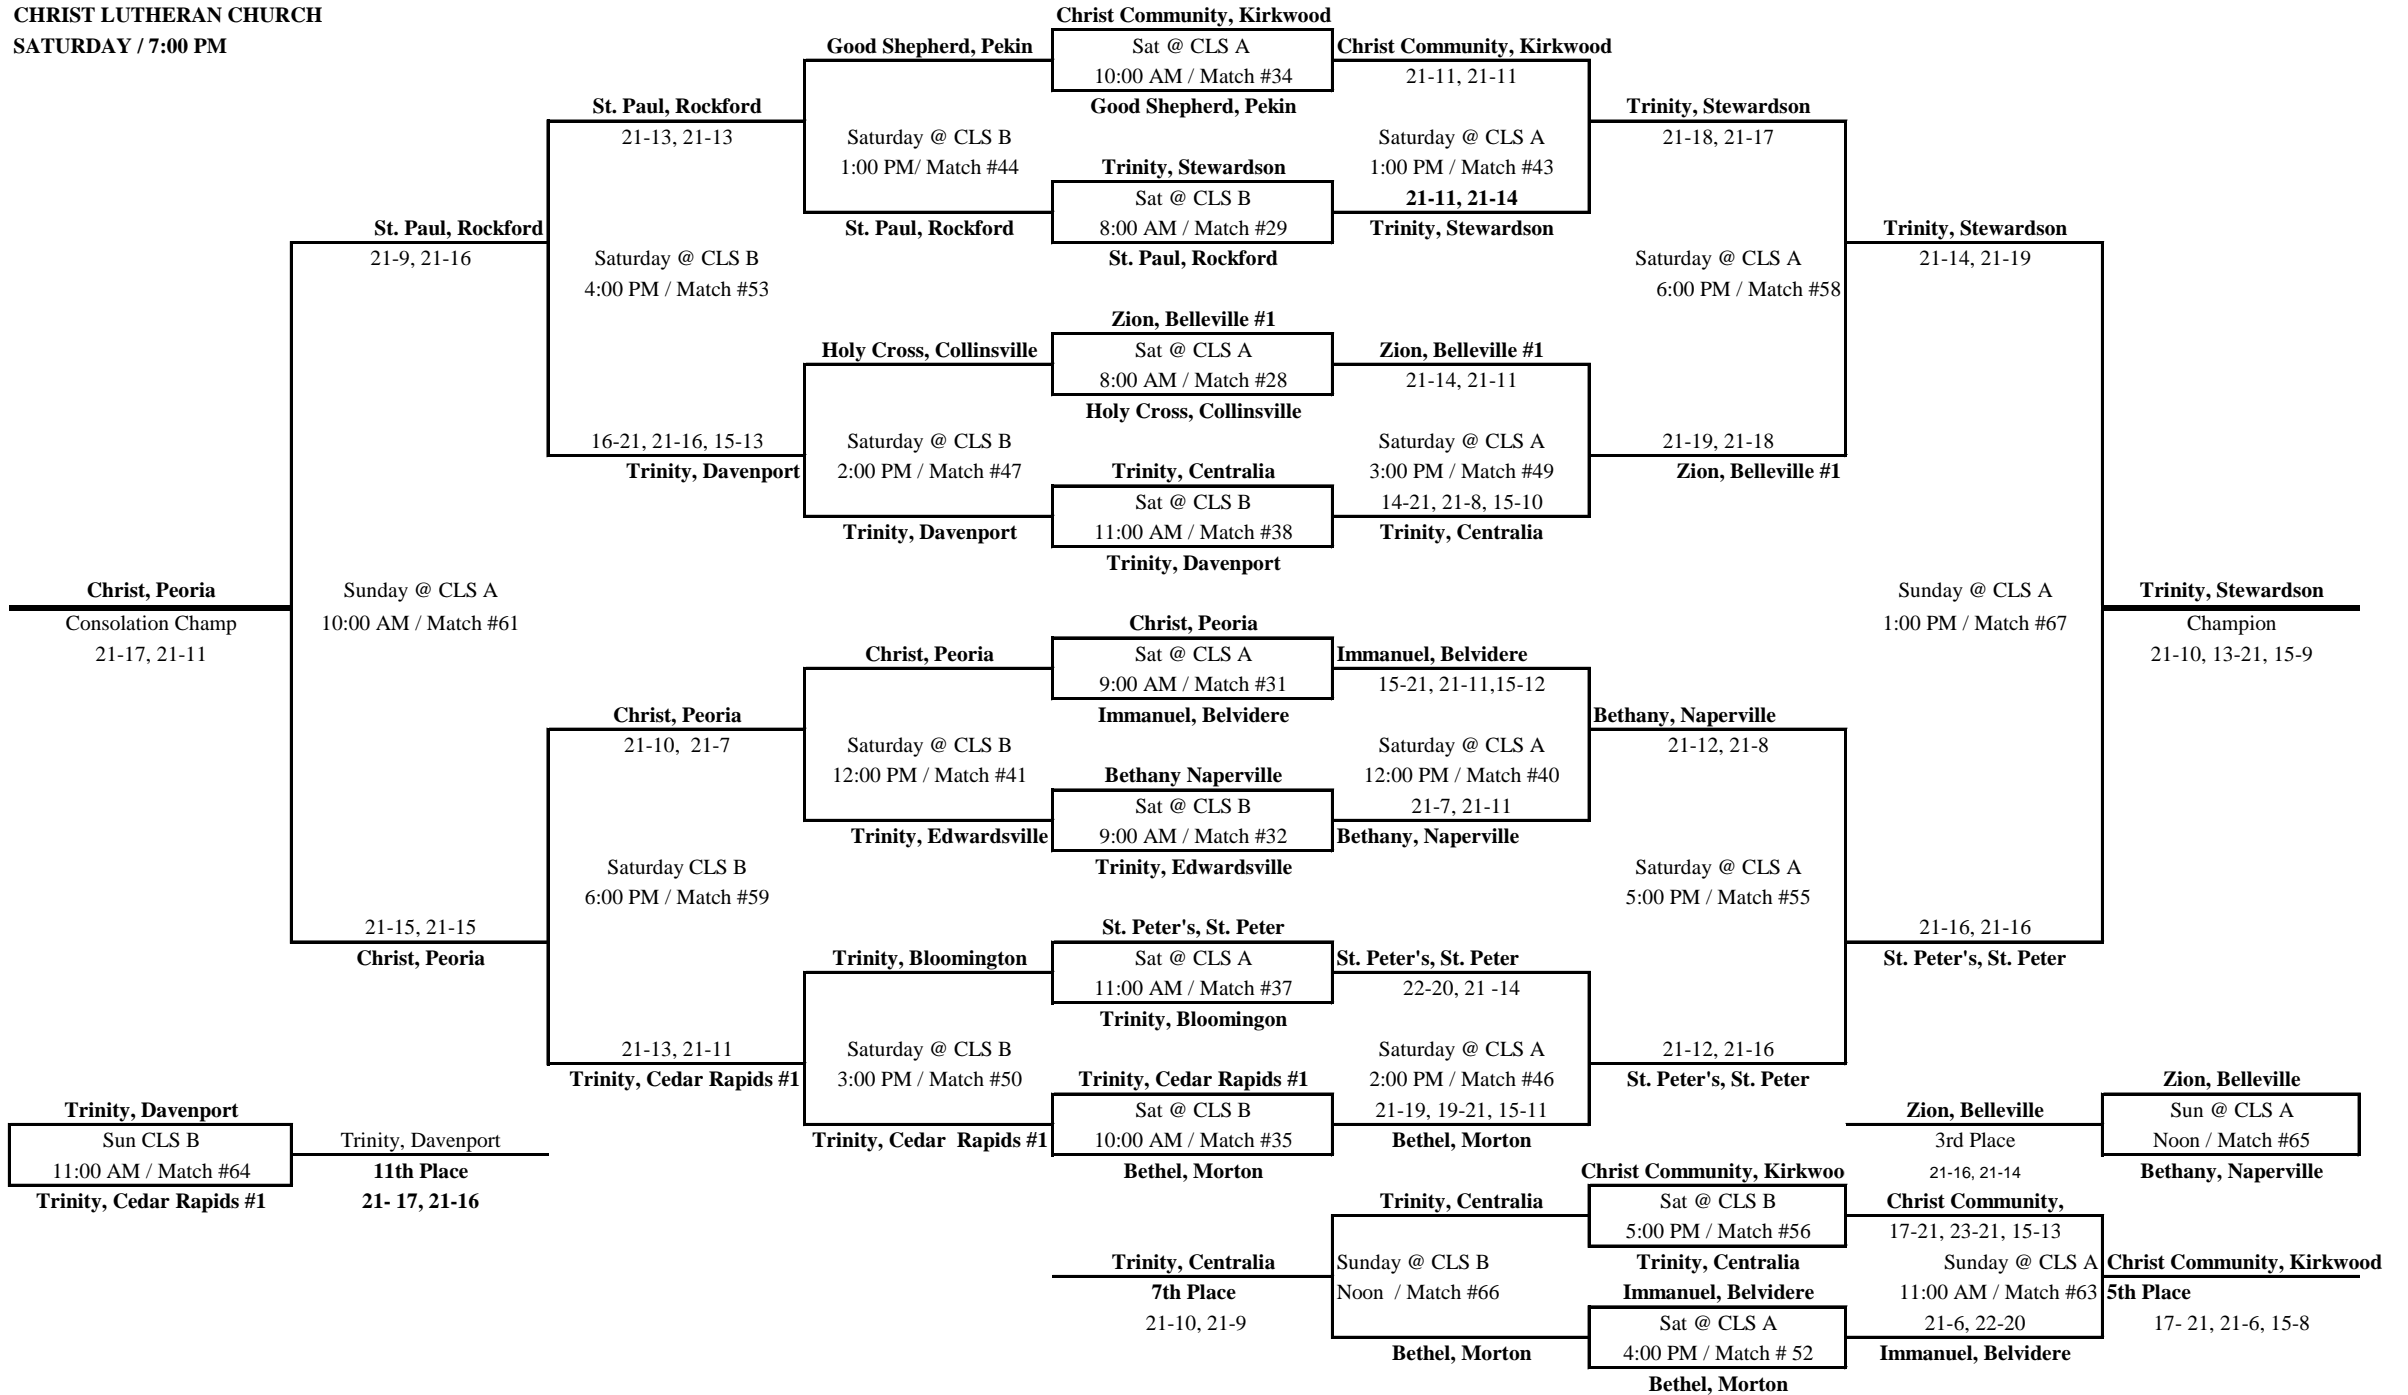 CHRIST LUTHERAN CHURCH
SATURDAY / 7:00 PM
Christ Community, Kirkwood
Good Shepherd, Pekin
Sat @ CLS A
Christ Community, Kirkwood
10:00 AM / Match #34
21-11, 21-11
St. Paul, Rockford
Good Shepherd, Pekin
Trinity, Stewardson
21-13, 21-13
Saturday @ CLS B
Saturday @ CLS A
21-18, 21-17
1:00 PM/ Match #44
Trinity, Stewardson
1:00 PM / Match #43
Sat @ CLS B
21-11, 21-14
St. Paul, Rockford
St. Paul, Rockford
8:00 AM / Match #29
Trinity, Stewardson
Trinity, Stewardson
21-9, 21-16
Saturday @ CLS B
St. Paul, Rockford
Saturday @ CLS A
21-14, 21-19
4:00 PM / Match #53
6:00 PM / Match #58
Zion, Belleville #1
Holy Cross, Collinsville
Sat @ CLS A
Zion, Belleville #1
8:00 AM / Match #28
21-14, 21-11
Holy Cross, Collinsville
16-21, 21-16, 15-13
Saturday @ CLS B
Saturday @ CLS A
21-19, 21-18
Trinity, Davenport
2:00 PM / Match #47
Trinity, Centralia
3:00 PM / Match #49
Zion, Belleville #1
Sat @ CLS B
14-21, 21-8, 15-10
Trinity, Davenport
11:00 AM / Match #38
Trinity, Centralia
Trinity, Davenport
Christ, Peoria
Sunday @ CLS A
Sunday @ CLS A
Trinity, Stewardson
Consolation Champ
10:00 AM / Match #61
Christ, Peoria
1:00 PM / Match #67
Champion
21-17, 21-11
Christ, Peoria
Sat @ CLS A
Immanuel, Belvidere
21-10, 13-21, 15-9
9:00 AM / Match #31
15-21, 21-11,15-12
Christ, Peoria
Immanuel, Belvidere
Bethany, Naperville
21-10, 21-7
Saturday @ CLS B
Saturday @ CLS A
21-12, 21-8
12:00 PM / Match #41
Bethany Naperville
12:00 PM / Match #40
Sat @ CLS B
21-7, 21-11
Trinity, Edwardsville
9:00 AM / Match #32
Bethany, Naperville
Saturday CLS B
Trinity, Edwardsville
Saturday @ CLS A
6:00 PM / Match #59
5:00 PM / Match #55
21-15, 21-15
St. Peter's, St. Peter
21-16, 21-16
Christ, Peoria
Trinity, Bloomington
Sat @ CLS A
St. Peter's, St. Peter
St. Peter's, St. Peter
11:00 AM / Match #37
22-20, 21 -14
Trinity, Bloomingon
21-13, 21-11
Saturday @ CLS B
Saturday @ CLS A
21-12, 21-16
Trinity, Cedar Rapids #1
3:00 PM / Match #50
Trinity, Cedar Rapids #1
2:00 PM / Match #46
St. Peter's, St. Peter
Zion, Belleville
Trinity, Davenport
Sat @ CLS B
21-19, 19-21, 15-11
Zion, Belleville
Sun @ CLS A
Sun CLS B
Trinity, Davenport
Trinity, Cedar Rapids #1
10:00 AM / Match #35
Bethel, Morton
3rd Place
Noon / Match #65
11:00 AM / Match #64
11th Place
Bethel, Morton
Christ Community, Kirkwoo
21-16, 21-14
Bethany, Naperville
Trinity, Cedar Rapids #1
21- 17, 21-16
Trinity, Centralia
Sat @ CLS B
Christ Community,
5:00 PM / Match #56
17-21, 23-21, 15-13
Trinity, Centralia
Sunday @ CLS B
Trinity, Centralia
Sunday @ CLS A
Christ Community, Kirkwood
7th Place
Noon / Match #66
Immanuel, Belvidere
11:00 AM / Match #63
5th Place
21-10, 21-9
Sat @ CLS A
21-6, 22-20
17- 21, 21-6, 15-8
Bethel, Morton
4:00 PM / Match # 52
Immanuel, Belvidere
Bethel, Morton